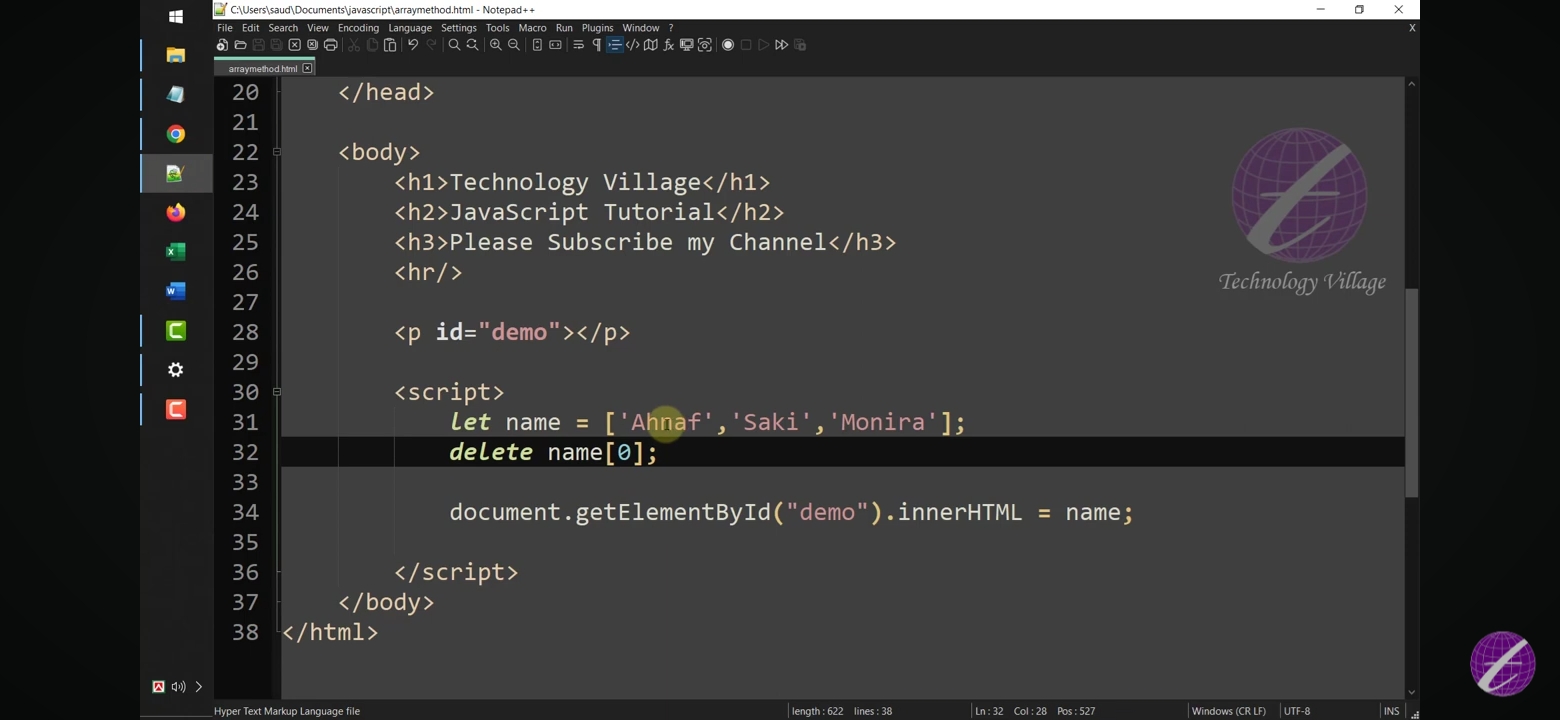 C:\Users\saud\Documents\javascript\arraymethod.html - Notepad++
File Edit Search View Encoding Language Settings Tools Macro Run Plugins Window ? X
arraymethod.html
20 </head>
21
22 <body>
23 <h1>Technology Village</h1>
24 <h2>JavaScript Tutorial</h2>
25 <h3>Please Subscribe my Channel</h3>
26 <hr/>
27
28 <p id="demo"></p>
29
30 <script>
31 let name = ['Ahnaf','Saki','Monira'];
32 delete name[0];
33
34 document.getElementById("demo").innerHTML = name;
35
36 </script>
37 </body>
38 </html>
Technology Village
Hyper Text Markup Language file length : 622 lines : 38 Ln : 32 Col : 28 Pos : 527 Windows (CR LF) UTF-8 INS